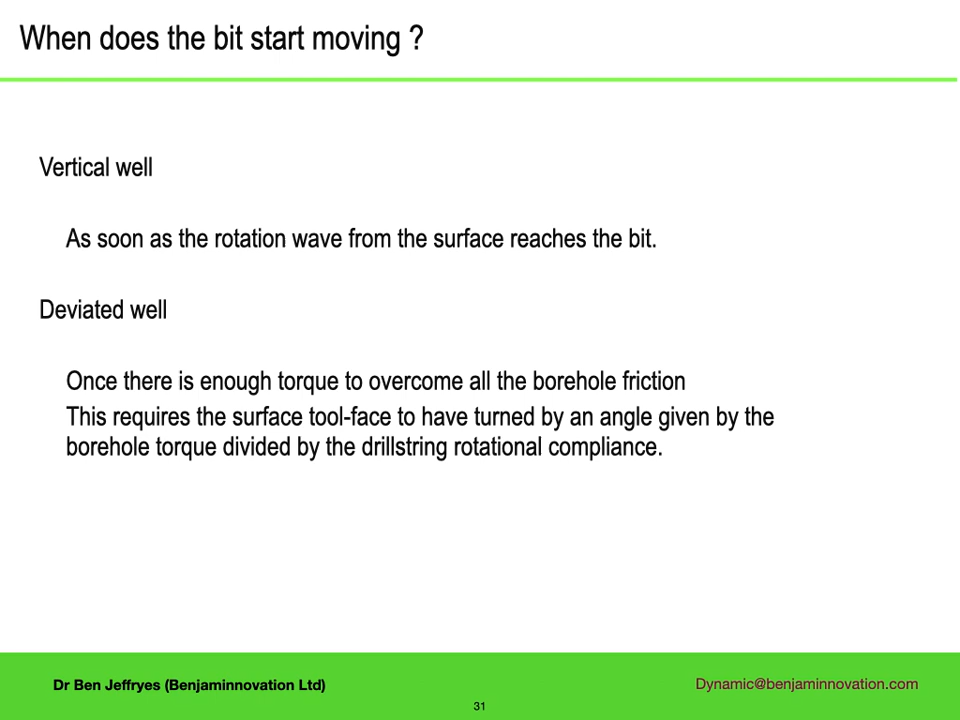 When does the bit start moving ?
Vertical well
As soon as the rotation wave from the surface reaches the bit.
Deviated well
Once there is enough torque to overcome all the borehole friction
This requires the surface tool-face to have turned by an angle given by the
borehole torque divided by the drillstring rotational compliance.
Dr Ben Jeffryes (Benjaminnovation Ltd)
Dynamic@benjaminnovation.com
31